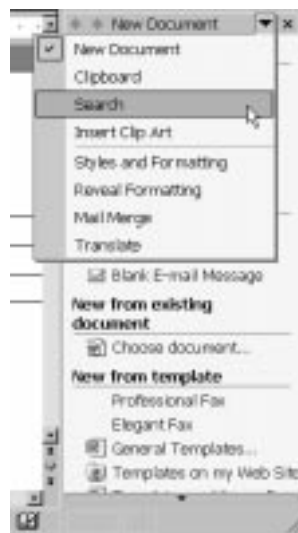 New Document
New Document
Clipboard
Search
Insert Clip Art
Styles and Formatting
Reveal Formatting
Mail Merge
Translate
Blank E-mail Message
New from existing
document
Choose document...
New from template
Professional Fax
Elegant Fax
General Templates...
Templates on my Web Site